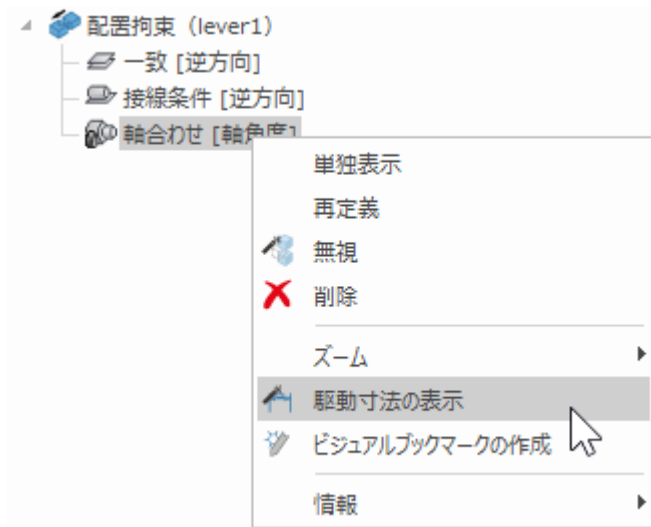 配置拘束（lever1）
一致 [逆方向]
接線条件 [逆方向]
軸合わせ [軸角度]
単独表示
再定義
無視
削除
ズーム
駆動寸法の表示
ビジュアルブックマークの作成
情報